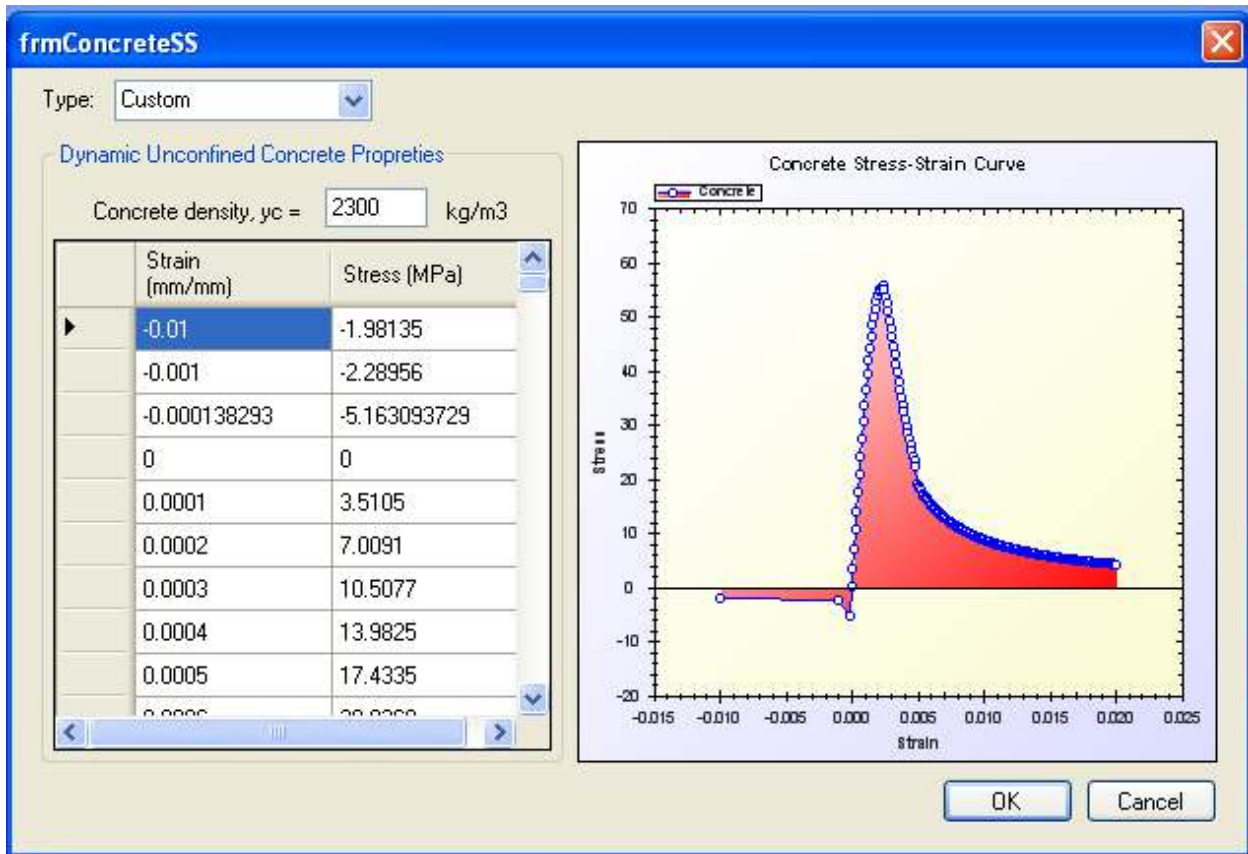 frmConcreteSS
Type: Custom
Dynamic Unconfined Concrete Propreties
Concrete density, yc = 2300 kg/m3
Strain (mm/mm) Stress (MPa)
-0.01 -1.98135
-0.001 -2.28956
-0.000138293 -5.163093729
0 0
0.0001 3.5105
0.0002 7.0091
0.0003 10.5077
0.0004 13.9825
0.0005 17.4335
Concrete Stress-Strain Curve
Concrete
70
60
50
40
30
20
10
0
-10
-20
Stress
-0.015 -0.010 -0.005 0.000 0.005 0.010 0.015 0.020 0.025
Strain
OK Cancel